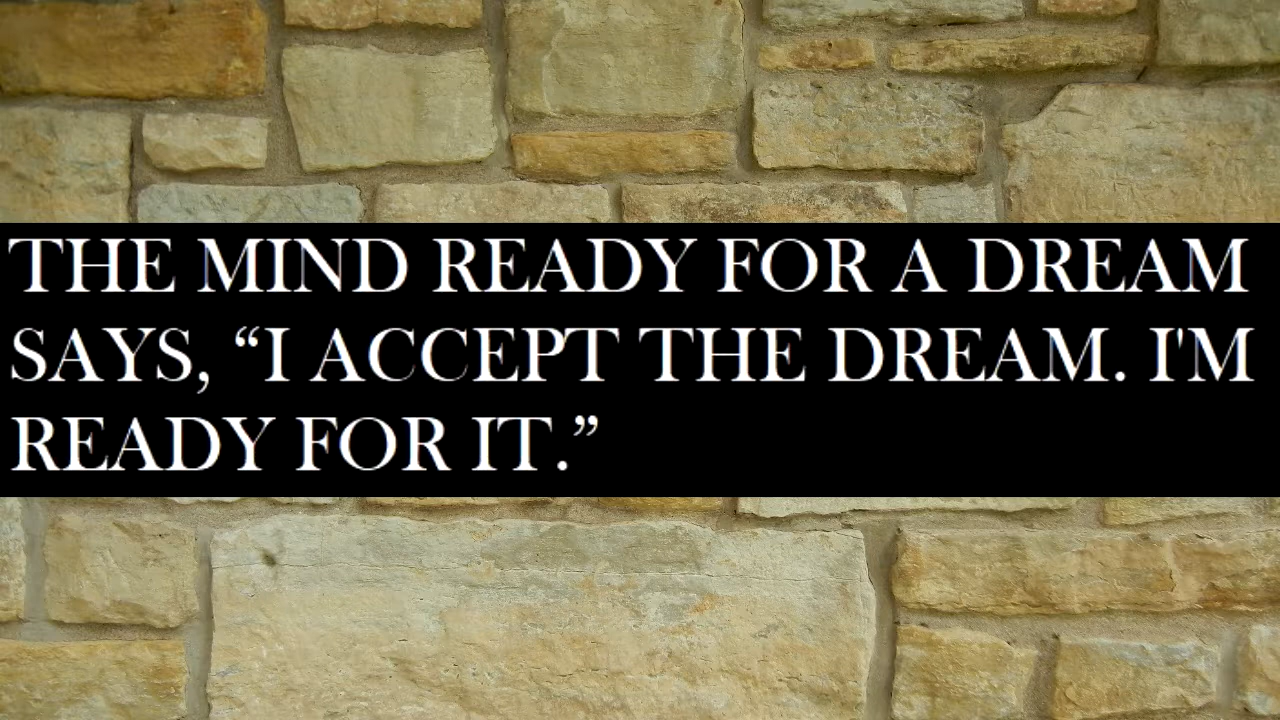 THE MIND READY FOR A DREAM
SAYS, “I ACCEPT THE DREAM. I'M
READY FOR IT.”